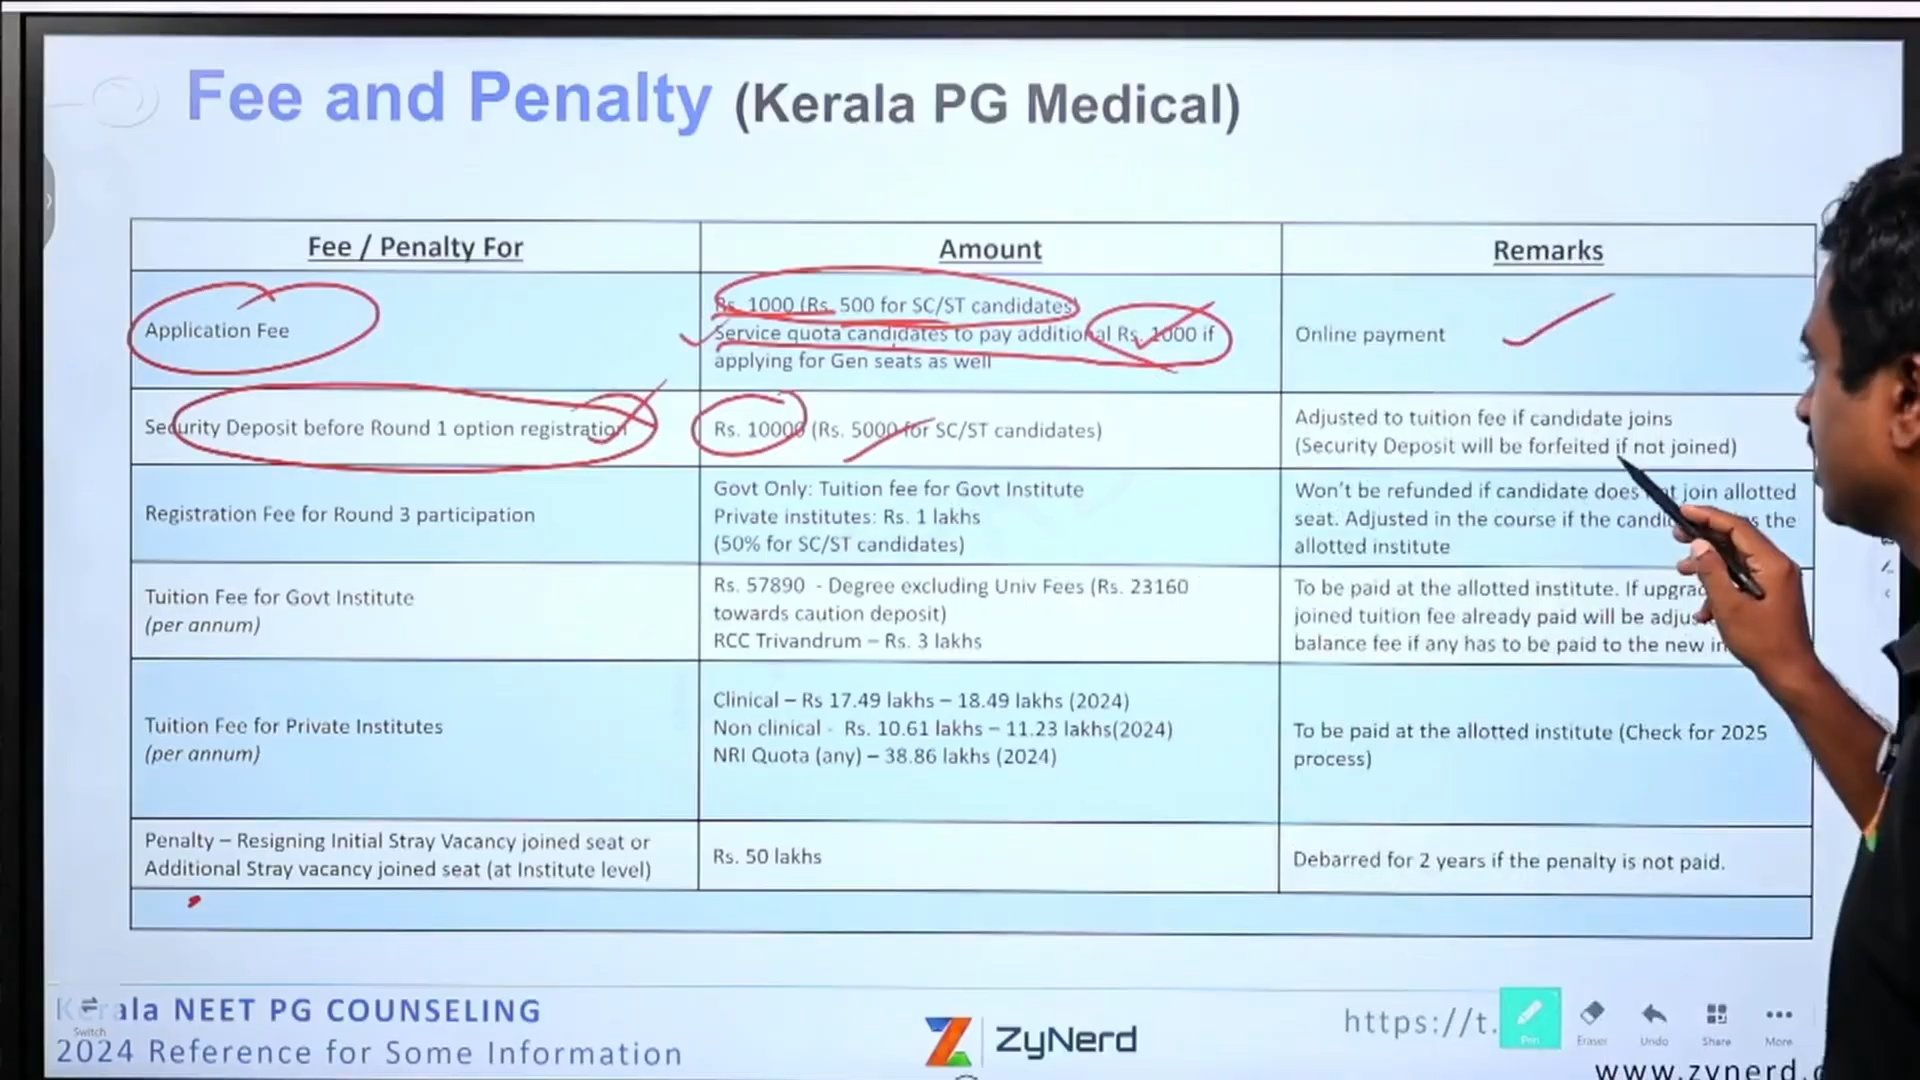 Fee and Penalty (Kerala PG Medical)
Fee / Penalty For
Amount
Remarks
Application Fee
Rs. 1000 (Rs. 500 for SC/ST candidates)
Service quota candidates to pay additional Rs. 1000 if
applying for Gen seats as well
Online payment
Security Deposit before Round 1 option registration
Rs. 10000 (Rs. 5000 for SC/ST candidates)
Adjusted to tuition fee if candidate joins
(Security Deposit will be forfeited if not joined)
Registration Fee for Round 3 participation
Govt Only: Tuition fee for Govt Institute
Private institutes: Rs. 1 lakhs
(50% for SC/ST candidates)
Won't be refunded if candidate does join allotted
seat. Adjusted in the course if the the
allotted institute
Tuition Fee for Govt Institute
(per annum)
Rs. 57890 - Degree excluding Univ Fees (Rs. 23160
towards caution deposit)
RCC Trivandrum – Rs. 3 lakhs
To be paid at the allotted institute. If
joined tuition fee already paid will be
balance fee if any has to be paid to the new
Tuition Fee for Private Institutes
(per annum)
Clinical – Rs 17.49 lakhs – 18.49 lakhs (2024)
Non clinical - Rs. 10.61 lakhs – 11.23 lakhs(2024)
NRI Quota (any) – 38.86 lakhs (2024)
To be paid at the allotted institute (Check for 2025
process)
Penalty – Resigning Initial Stray Vacancy joined seat or
Additional Stray vacancy joined seat (at Institute level)
Rs. 50 lakhs
Debarred for 2 years if the penalty is not paid.
Kerala NEET PG COUNSELING
2024 Reference for Some Information
Switch
ZyNerd
https://t.
Pen
Eraser
Undo
Share
More
www.zynerd.